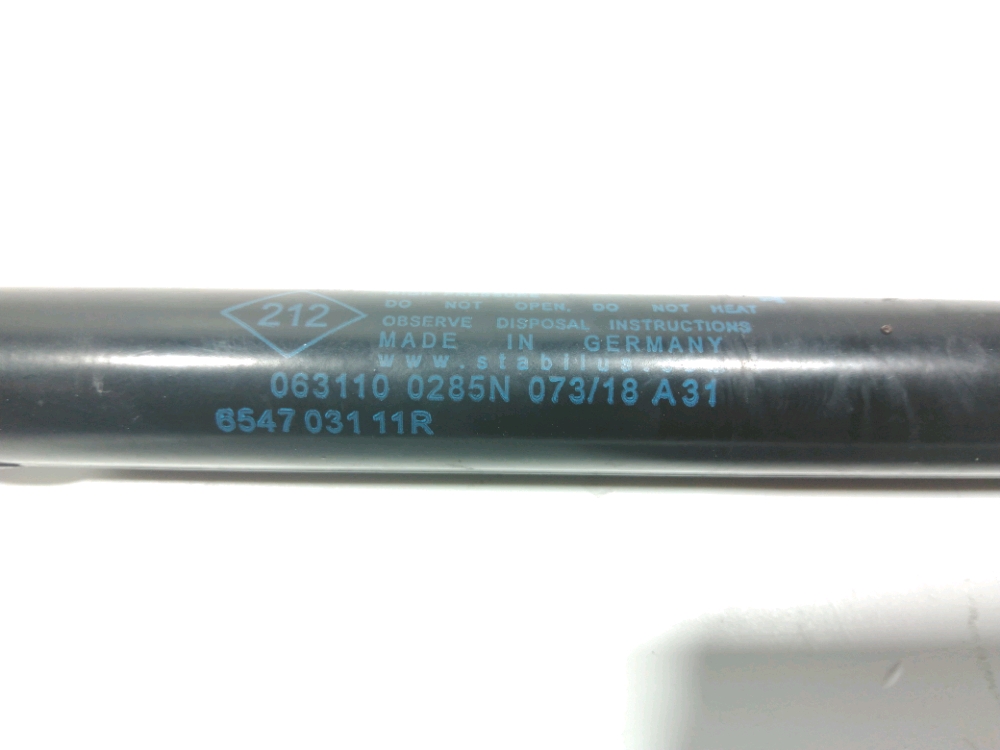 212
DO NOT OPEN, DO NOT HEAT
OBSERVE DISPOSAL INSTRUCTIONS
MADE IN GERMANY
063110 0285N 073/18 A31
6547 031 11R